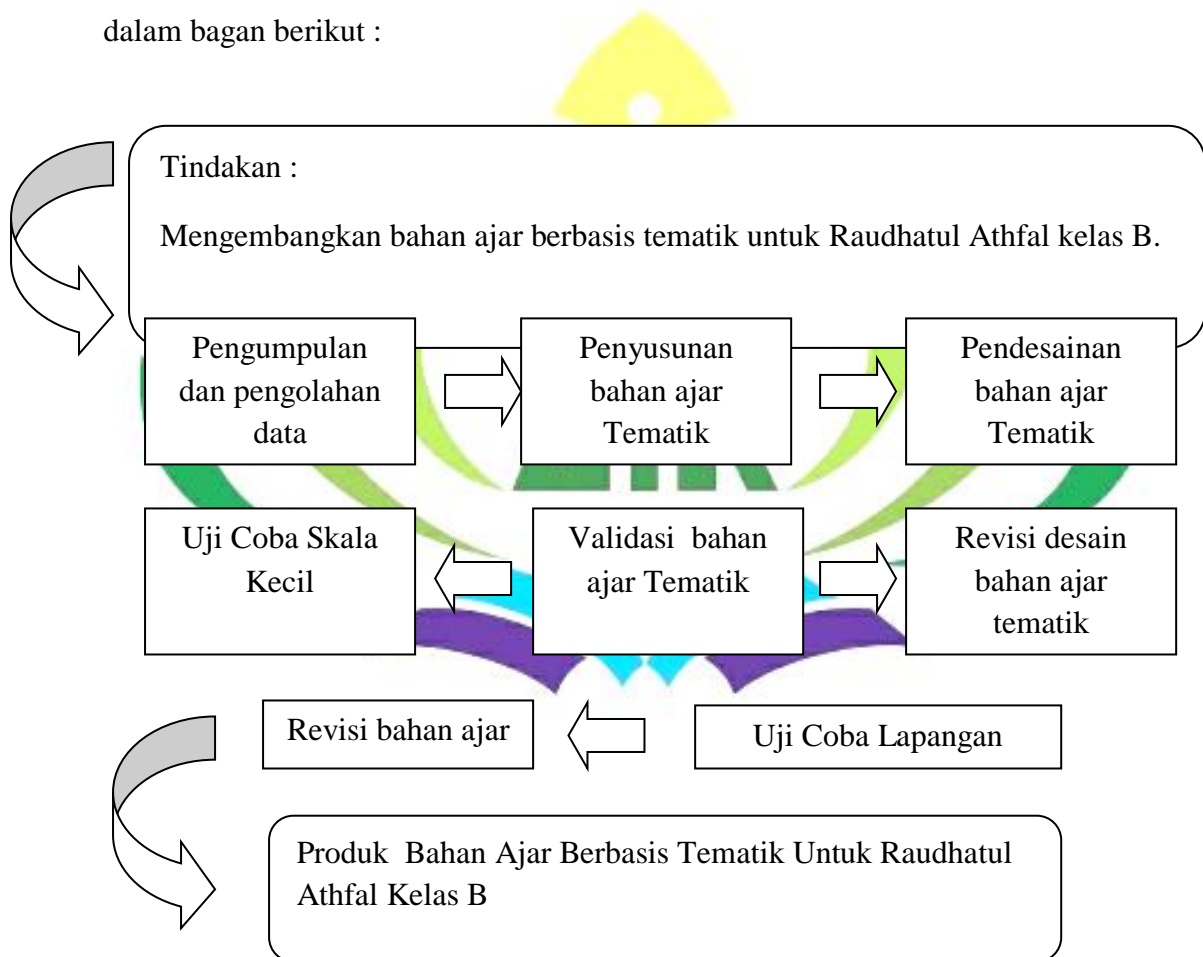 dalam bagan berikut :
Tindakan :
Mengembangkan bahan ajar berbasis tematik untuk Raudhatul Athfal kelas B.
Pengumpulan
dan pengolahan
data
Penyusunan
bahan ajar
Tematik
Pendesainan
bahan ajar
Tematik
Uji Coba Skala
Kecil
Validasi  bahan
ajar Tematik
Revisi desain
bahan ajar
tematik
Revisi bahan ajar
Uji Coba Lapangan
Produk  Bahan Ajar Berbasis Tematik Untuk Raudhatul
Athfal Kelas B